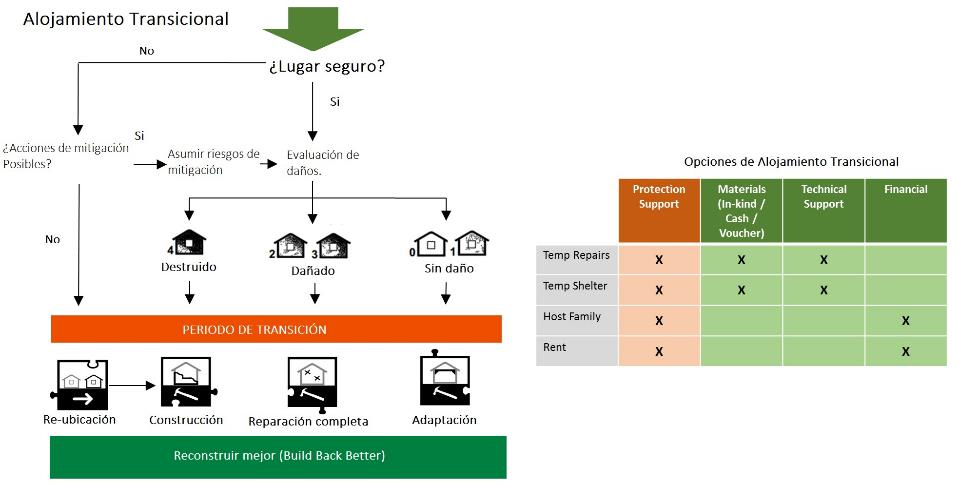 Alojamiento Transicional
No
¿Lugar seguro?
Si
¿Acciones de mitigación
Posibles?
Si
Asumir riesgos de
mitigación
Evaluación de
daños.
No
4
Destruido
2
3
Dañado
0
1
Sin daño
PERIODO DE TRANSICIÓN
Re-ubicación
Construcción
Reparación completa
Adaptación
Reconstruir mejor (Build Back Better)
Opciones de Alojamiento Transicional
Protection
Support
Materials
(In-kind /
Cash /
Voucher)
Technical
Support
Financial
Temp Repairs
X
X
X
Temp Shelter
X
X
X
Host Family
X
X
Rent
X
X